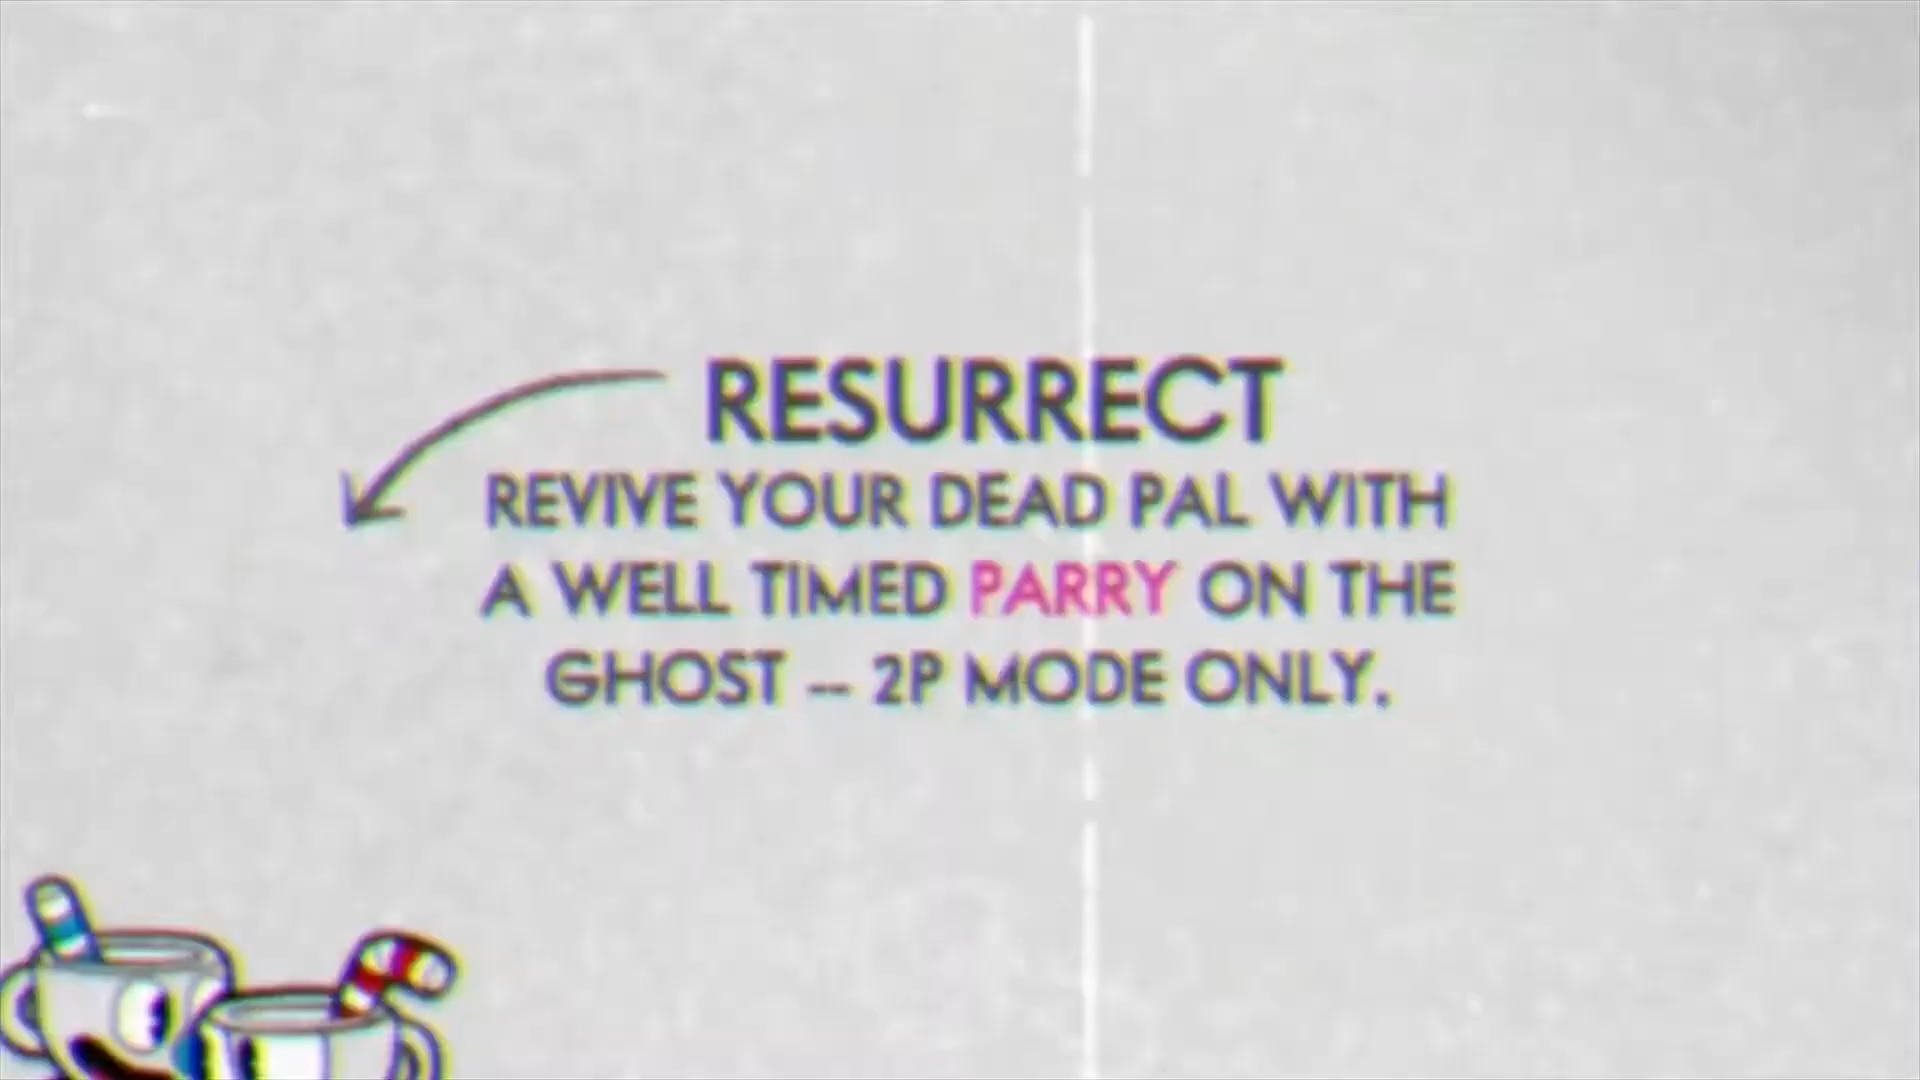 RESURRECT
REVIVE YOUR DEAD PAL WITH
A WELL TIMED PARRY ON THE
GHOST -- 2P MODE ONLY.